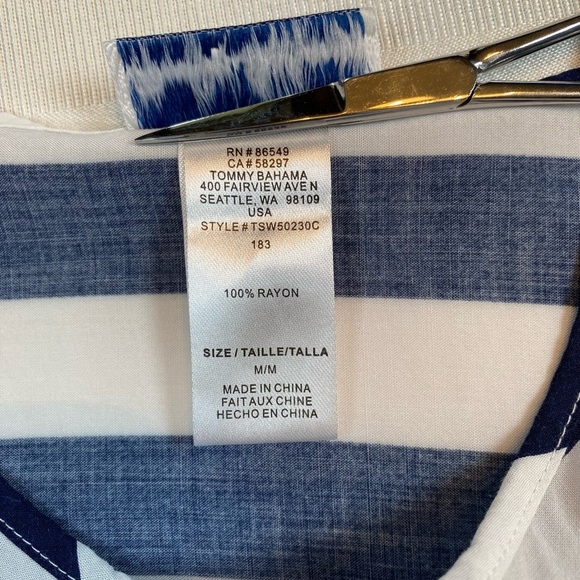 RN # 86549
CA # 58297
TOMMY BAHAMA
400 FAIRVIEW AVE N
SEATTLE, WA 98109
USA
STYLE # TSW50230C
183
100% RAYON
SIZE / TAILLE/TALLA
M/M
MADE IN CHINA
FAIT AUX CHINE
HECHO EN CHINA